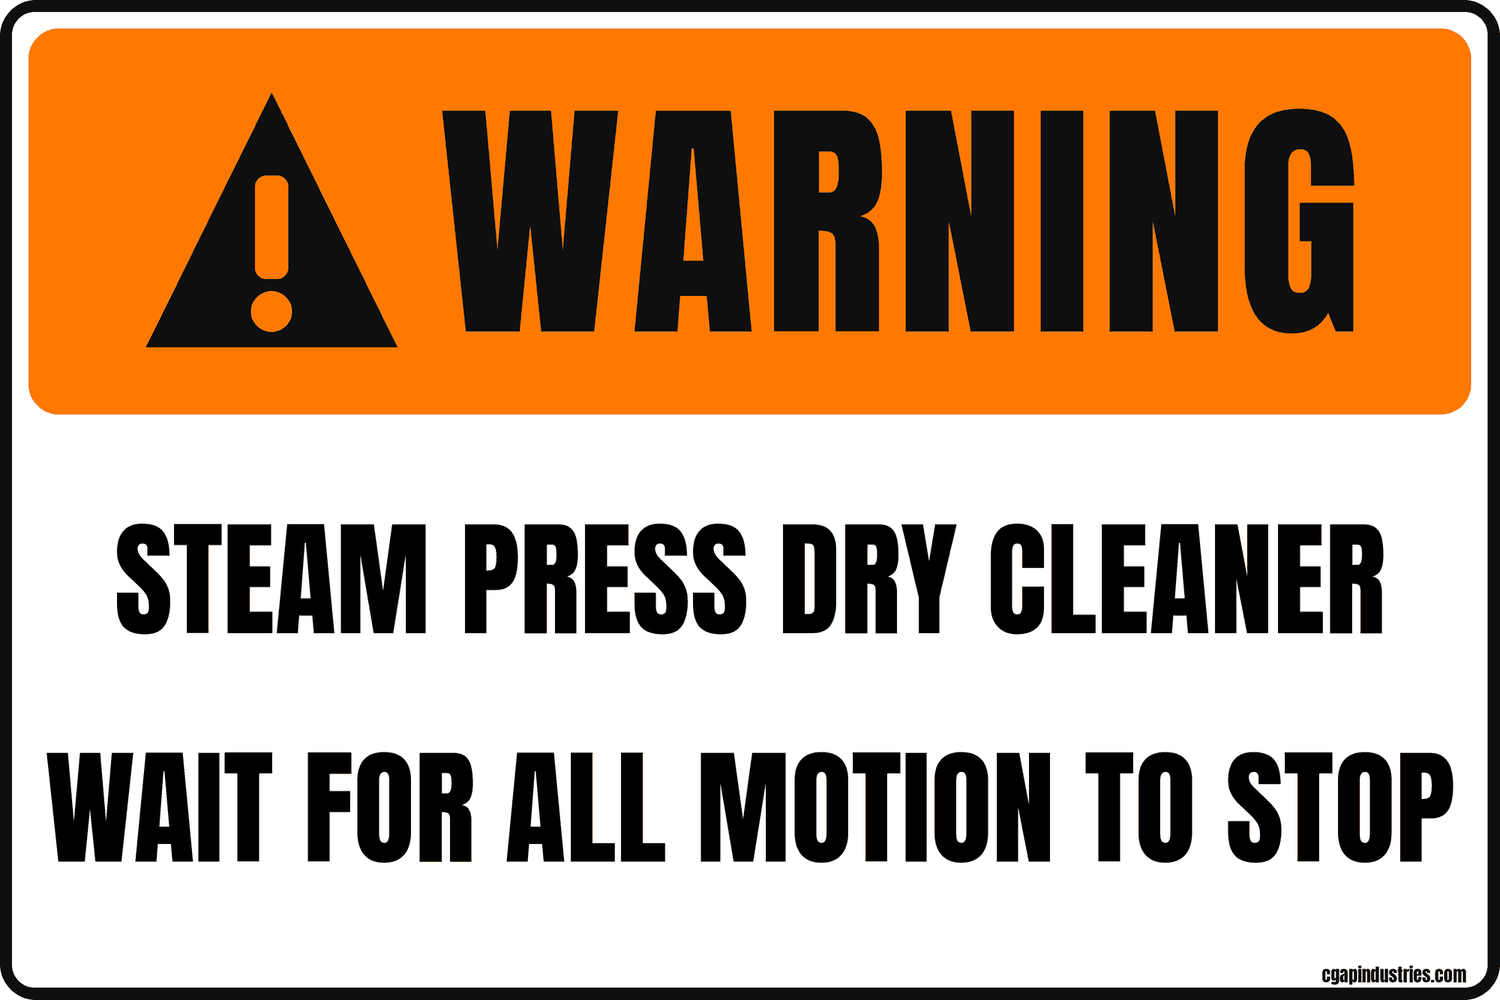 WARNING
STEAM PRESS DRY CLEANER
WAIT FOR ALL MOTION TO STOP
cgapindustries.com